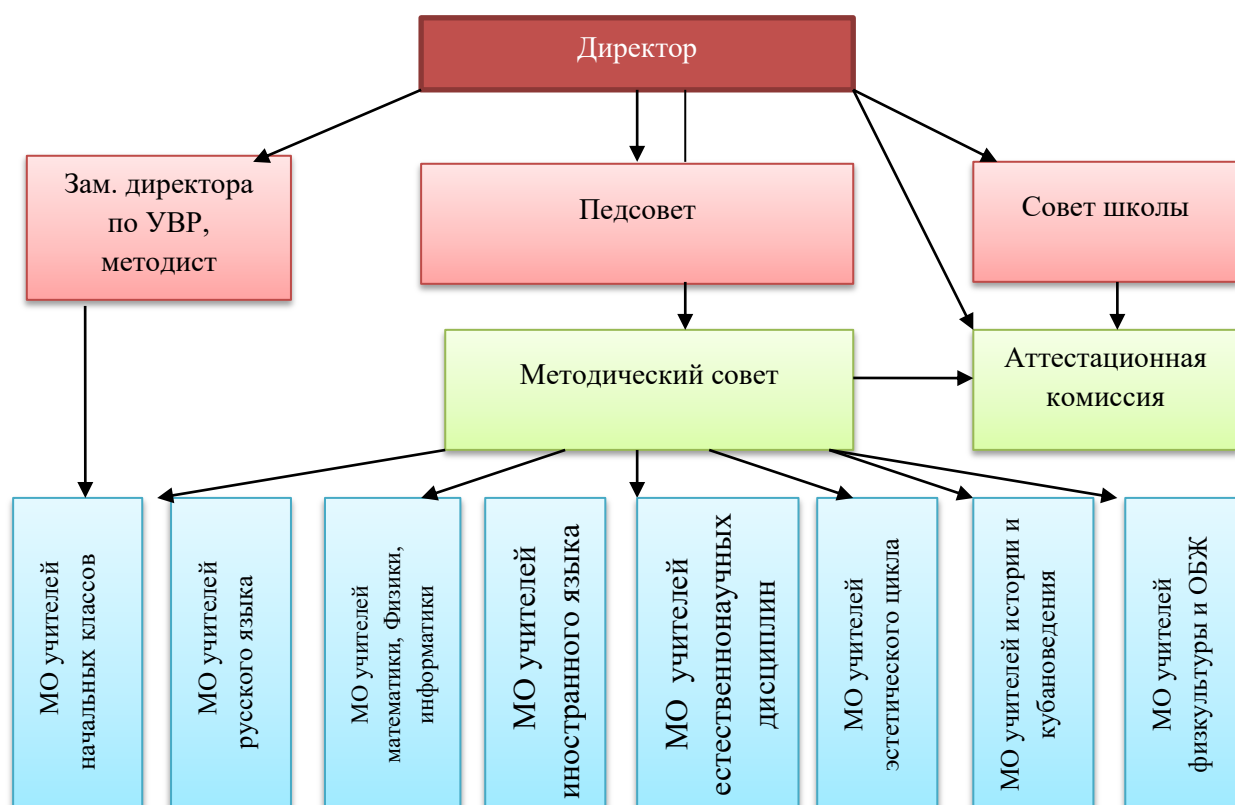 Директор
Зам. директора
по УВР,
методист
Педсовет
Совет школы
Методический совет
Аттестационная
комиссия
МО учителей
начальных классов
МО учителей
русского языка
МО учителей
математики, Физики,
информатики
МО учителей
иностранного языка
МО учителей
естественнонаучных
дисциплин
МО учителей
эстетического цикла
МО учителей истории и
кубановедения
МО учителей
физкультуры и ОБЖ